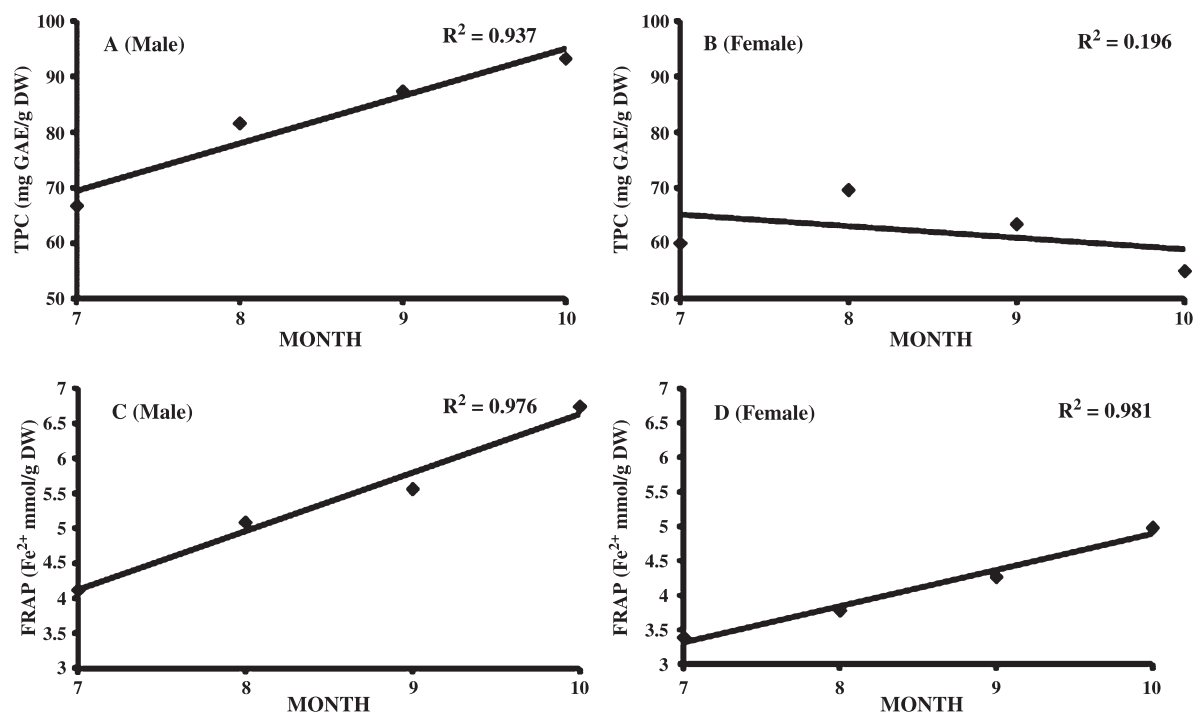 A (Male)
R² = 0.937
TPC (mg GAE/g DW)
100
90
80
70
60
50
7 8 9 10
MONTH
B (Female)
R² = 0.196
TPC (mg GAE/g DW)
100
90
80
70
60
50
7 8 9 10
MONTH
C (Male)
R² = 0.976
FRAP (Fe²⁺ mmol/g DW)
7
6.5
6
5.5
5
4.5
4
3.5
3
7 8 9 10
MONTH
D (Female)
R² = 0.981
FRAP (Fe²⁺ mmol/g DW)
7
6.5
6
5.5
5
4.5
4
3.5
3
7 8 9 10
MONTH